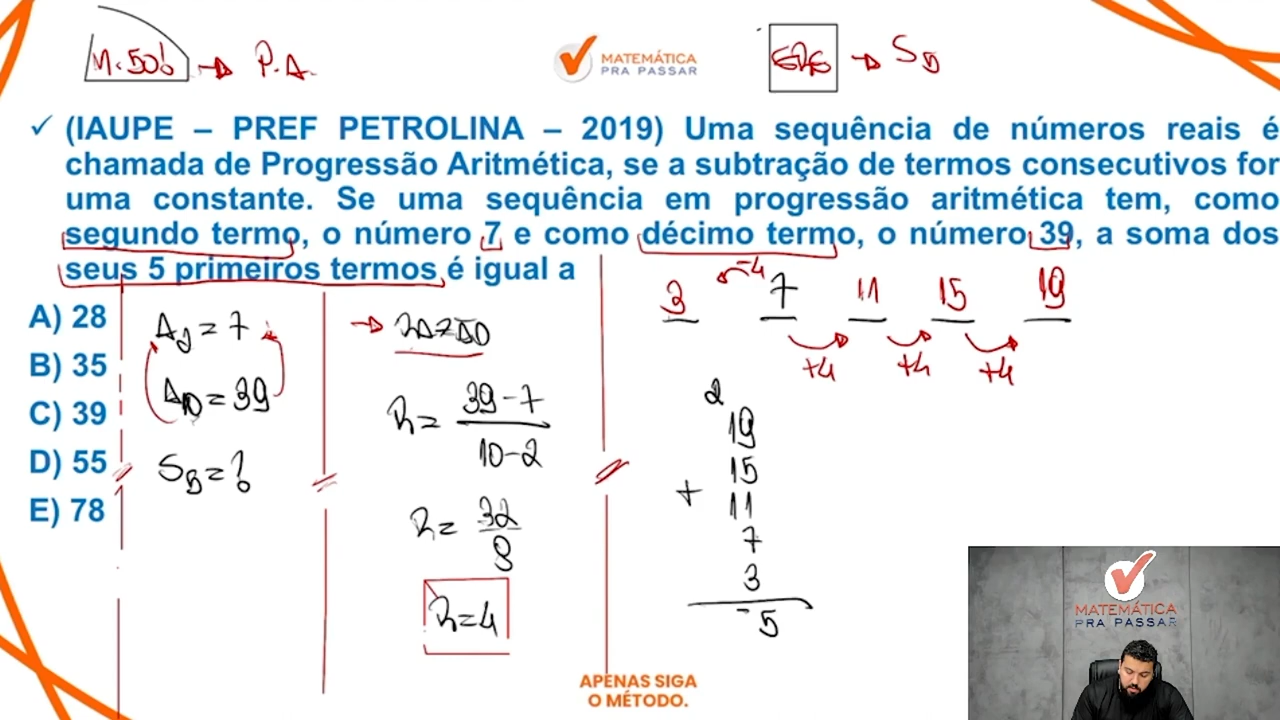 → P.A.
MATEMÁTICA
PRA PASSAR
→ S5
✓ (IAUPE – PREF PETROLINA – 2019) Uma sequência de números reais é
chamada de Progressão Aritmética, se a subtração de termos consecutivos for
uma constante. Se uma sequência em progressão aritmética tem, como
segundo termo, o número 7 e como décimo termo, o número 39, a soma dos
seus 5 primeiros termos é igual a
3 -4 7 11 15 19
+4 +4 +4
A) 28
B) 35
C) 39
D) 55
E) 78
A2 = 7
A10 = 39
S5 = ?
R = 39-7
10-2
R = 32
8
R=4
2
19
15
+ 11
7
3
5
MATEMÁTICA
PRA PASSAR
APENAS SIGA
O MÉTODO.